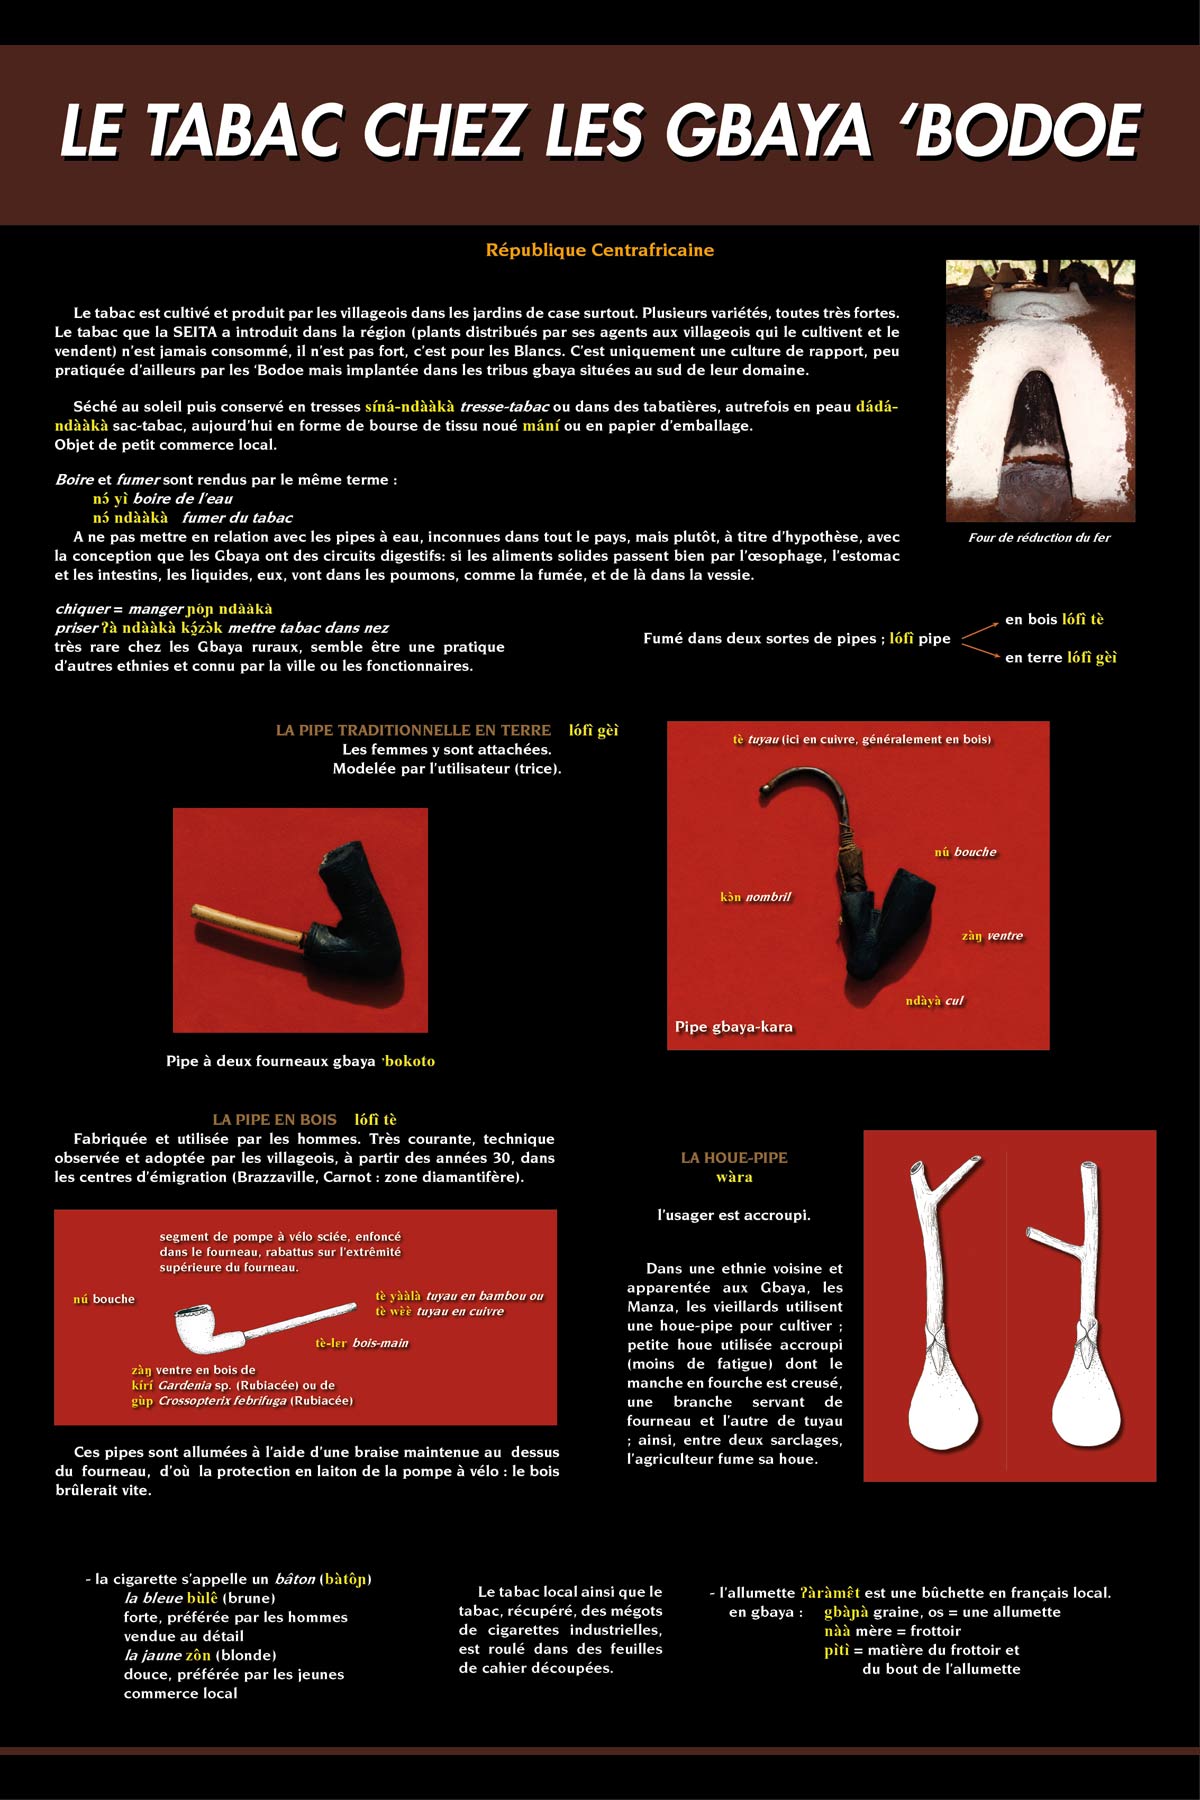 LE TABAC CHEZ LES GBAYA ‘BODOE
République Centrafricaine
Le tabac est cultivé et produit par les villageois dans les jardins de case surtout. Plusieurs variétés, toutes très fortes.
Le tabac que la SEITA a introduit dans la région (plants distribués par ses agents aux villageois qui le cultivent et le
vendent) n’est jamais consommé, il n’est pas fort, c’est pour les Blancs. C’est uniquement une culture de rapport, peu
pratiquée d’ailleurs par les ‘Bodoe mais implantée dans les tribus gbaya situées au sud de leur domaine.
Séché au soleil puis conservé en tresses síná-ndààkà tresse-tabac ou dans des tabatières, autrefois en peau dádá-
ndààkà sac-tabac, aujourd’hui en forme de bourse de tissu noué mání ou en papier d’emballage.
Objet de petit commerce local.
Four de réduction du fer
Boire et fumer sont rendus par le même terme :
nɔ́ yì boire de l’eau
nɔ́ ndààkà fumer du tabac
A ne pas mettre en relation avec les pipes à eau, inconnues dans tout le pays, mais plutôt, à titre d’hypothèse, avec
la conception que les Gbaya ont des circuits digestifs: si les aliments solides passent bien par l’œsophage, l’estomac
et les intestins, les liquides, eux, vont dans les poumons, comme la fumée, et de là dans la vessie.
chiquer = manger ɲòɲ ndààkà
priser ʔà ndààkà kɔ̰́zɔ̀k mettre tabac dans nez
très rare chez les Gbaya ruraux, semble être une pratique
d’autres ethnies et connu par la ville ou les fonctionnaires.
Fumé dans deux sortes de pipes ; lófì pipe
en bois lófì tè
en terre lófì gèì
LA PIPE TRADITIONNELLE EN TERRE lófì gèì
Les femmes y sont attachées.
Modelée par l’utilisateur (trice).
Pipe à deux fourneaux gbaya ’bokoto
tè tuyau (ici en cuivre, généralement en bois)
nú bouche
kɔ̀n nombril
zàŋ ventre
ndàyà cul
Pipe gbaya-kara
LA PIPE EN BOIS lófì tè
Fabriquée et utilisée par les hommes. Très courante, technique
observée et adoptée par les villageois, à partir des années 30, dans
les centres d’émigration (Brazzaville, Carnot : zone diamantifère).
segment de pompe à vélo sciée, enfoncé
dans le fourneau, rabattus sur l’extrêmité
supérieure du fourneau.
nú bouche
tè yààlà tuyau en bambou ou
tè wɛ̀ɛ̀ tuyau en cuivre
tè-lɛr bois-main
zàŋ ventre en bois de
kírí Gardenia sp. (Rubiacée) ou de
gùp Crossopterix febrifuga (Rubiacée)
Ces pipes sont allumées à l’aide d’une braise maintenue au dessus
du fourneau, d’où la protection en laiton de la pompe à vélo : le bois
brûlerait vite.
LA HOUE-PIPE
wàra
l’usager est accroupi.
Dans une ethnie voisine et
apparentée aux Gbaya, les
Manza, les vieillards utilisent
une houe-pipe pour cultiver ;
petite houe utilisée accroupi
(moins de fatigue) dont le
manche en fourche est creusé,
une branche servant de
fourneau et l’autre de tuyau
; ainsi, entre deux sarclages,
l’agriculteur fume sa houe.
- la cigarette s’appelle un bâton (bàtôɲ)
la bleue bùlê (brune)
forte, préférée par les hommes
vendue au détail
la jaune zôn (blonde)
douce, préférée par les jeunes
commerce local
Le tabac local ainsi que le
tabac, récupéré, des mégots
de cigarettes industrielles,
est roulé dans des feuilles
de cahier découpées.
- l’allumette ʔàràmɛ̂t est une bûchette en français local.
en gbaya : gbàɲà graine, os = une allumette
nàà mère = frottoir
pìtì = matière du frottoir et
du bout de l’allumette